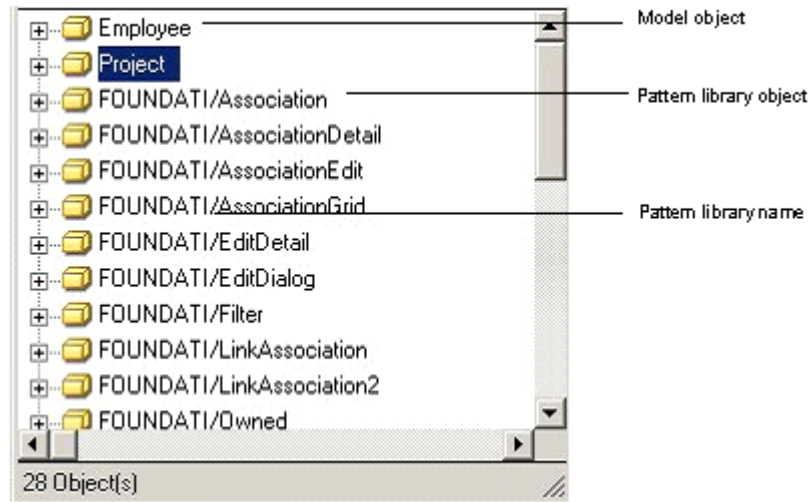 Employee
Model object
Project
FOUNDATI/Association
Pattern library object
FOUNDATI/AssociationDetail
FOUNDATI/AssociationEdit
FOUNDATI/AssociationGrid
Pattern library name
FOUNDATI/EditDetail
FOUNDATI/EditDialog
FOUNDATI/Filter
FOUNDATI/LinkAssociation
FOUNDATI/LinkAssociation2
FOUNDATI/Owned
28 Object(s)